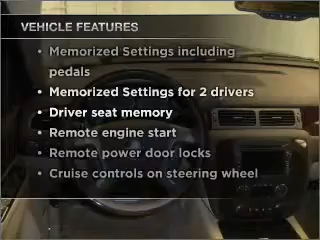 VEHICLE FEATURES
• Memorized Settings including
pedals
• Memorized Settings for 2 drivers
• Driver seat memory
• Remote engine start
• Remote power door locks
• Cruise controls on steering wheel